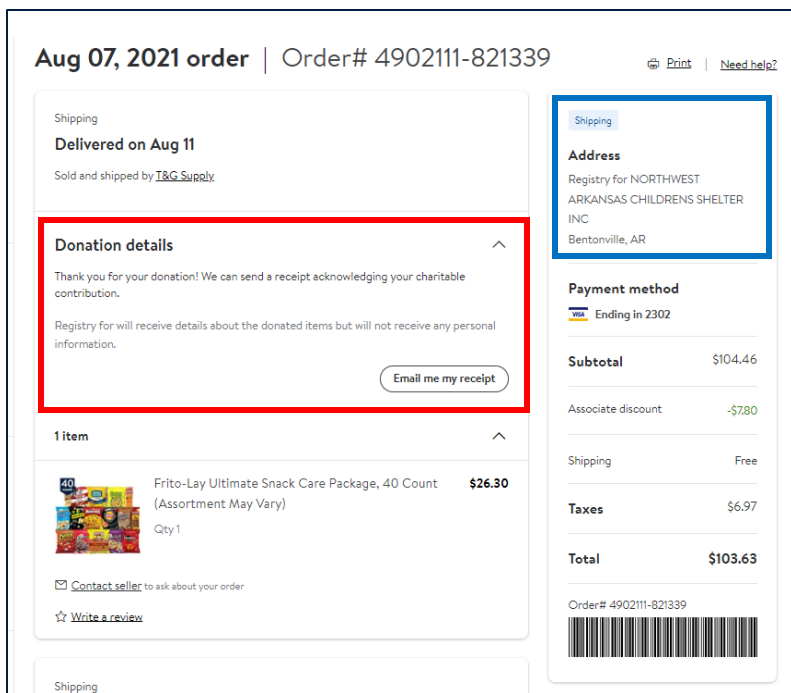 Aug 07, 2021 order | Order# 4902111-821339
Print | Need help?
Shipping
Delivered on Aug 11
Sold and shipped by T&G Supply
Donation details
Thank you for your donation! We can send a receipt acknowledging your charitable
contribution.
Registry for will receive details about the donated items but will not receive any personal
information.
Email me my receipt
1 item
40
Frito-Lay Ultimate Snack Care Package, 40 Count
(Assortment May Vary)
$26.30
Qty 1
Contact seller to ask about your order
Write a review
Shipping
Shipping
Address
Registry for NORTHWEST
ARKANSAS CHILDRENS SHELTER
INC
Bentonville, AR
Payment method
VISA Ending in 2302
Subtotal $104.46
Associate discount -$7.80
Shipping Free
Taxes $6.97
Total $103.63
Order# 4902111-821339